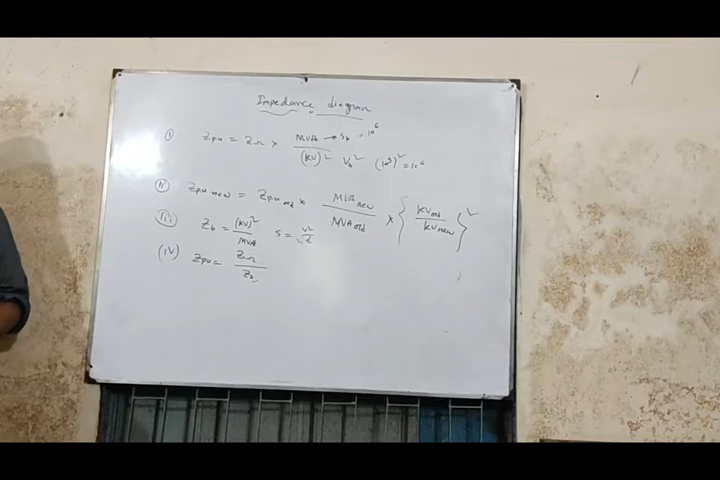 Impedance diagram
(i) Zpu = ZΩ × MVA/(KV)² → Sb = 10⁶ Vb² (10³)² = 10⁶
(ii) Zpu new = Zpu old × MVA new/MVA old × {KV old/KV new}²
(iii) Zb = (KV)²/MVA S = V²/Z
(iv) Zpu = ZΩ/Zb